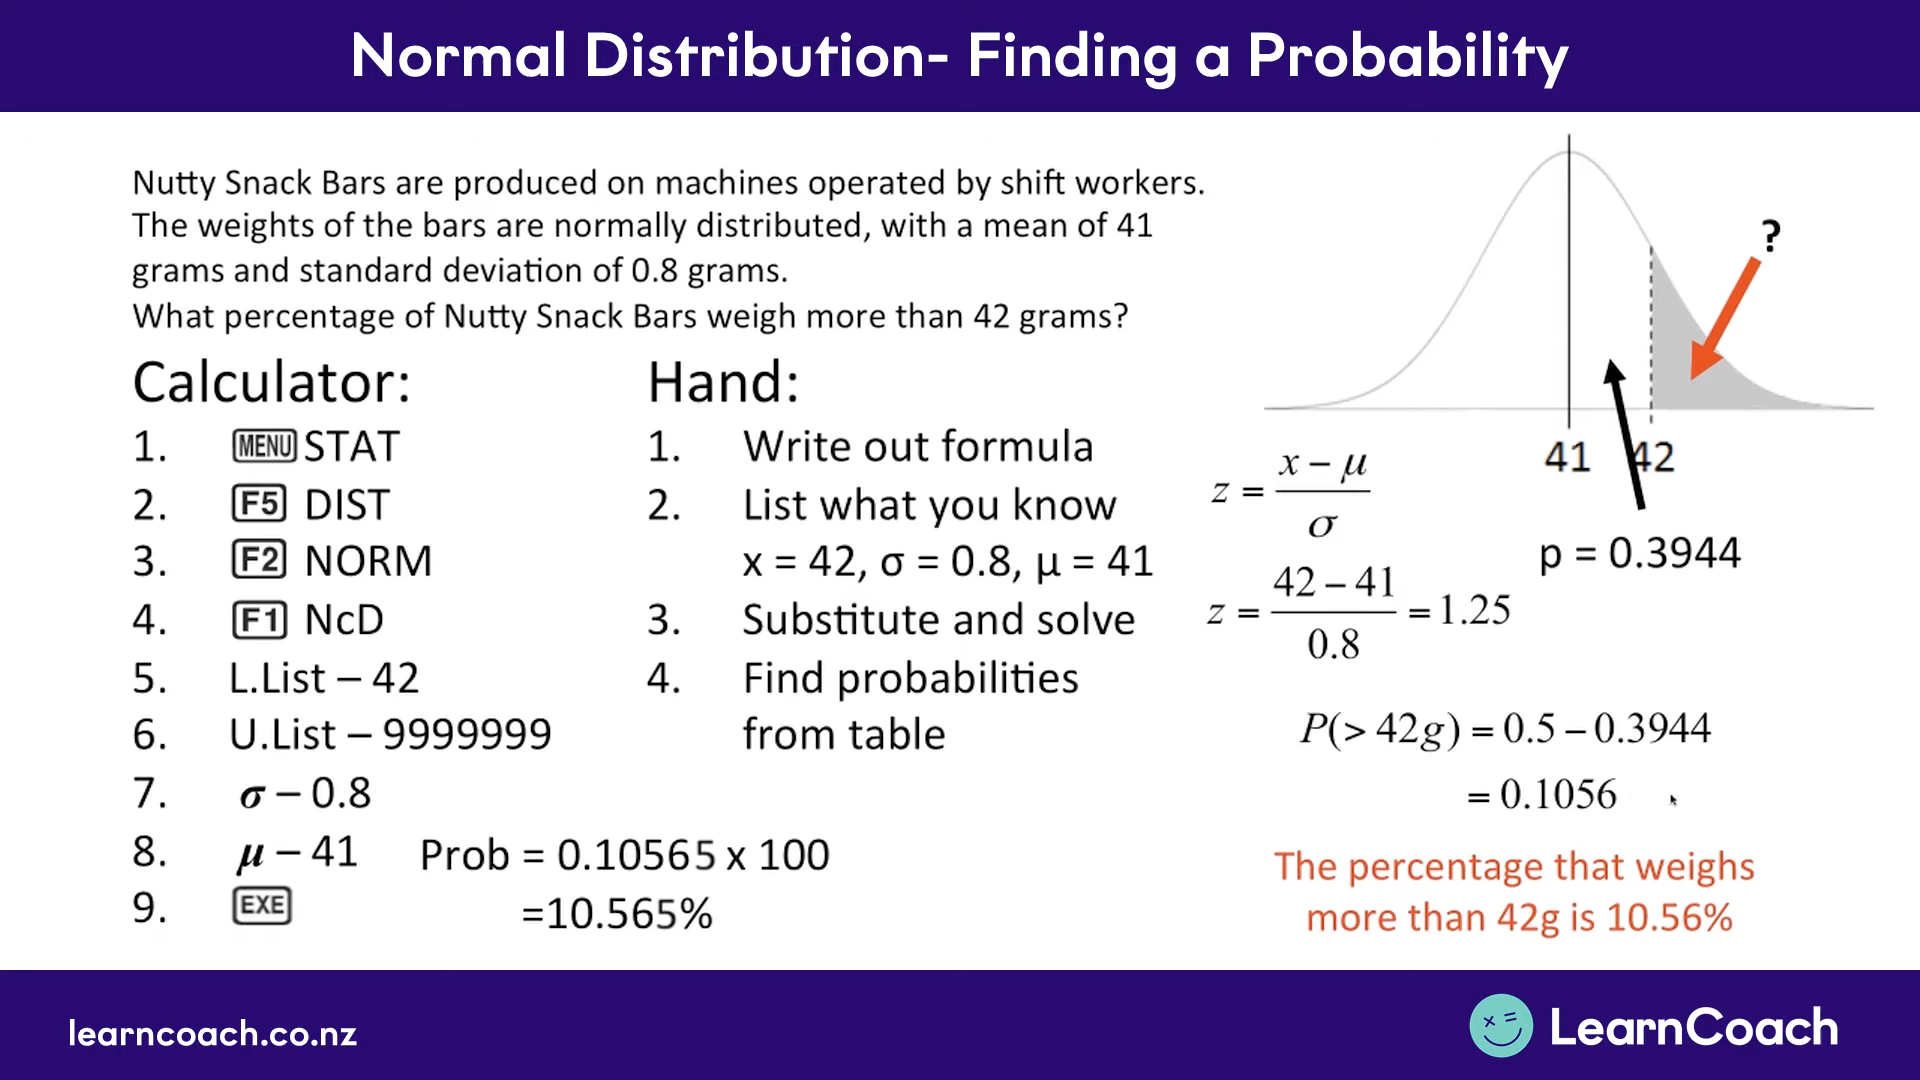 Normal Distribution- Finding a Probability
Nutty Snack Bars are produced on machines operated by shift workers.
The weights of the bars are normally distributed, with a mean of 41
grams and standard deviation of 0.8 grams.
What percentage of Nutty Snack Bars weigh more than 42 grams?
Calculator:
1. MENU STAT
2. F5 DIST
3. F2 NORM
4. F1 NcD
5. L.List – 42
6. U.List – 9999999
7. σ – 0.8
8. μ – 41
9. EXE
Prob = 0.10565 x 100
=10.565%
Hand:
1. Write out formula
2. List what you know
x = 42, σ = 0.8, μ = 41
3. Substitute and solve
4. Find probabilities
from table
?
41 42
p = 0.3944
z = (x − μ) / σ
z = (42 − 41) / 0.8 = 1.25
P(> 42g) = 0.5 − 0.3944
= 0.1056
The percentage that weighs
more than 42g is 10.56%
learncoach.co.nz
LearnCoach